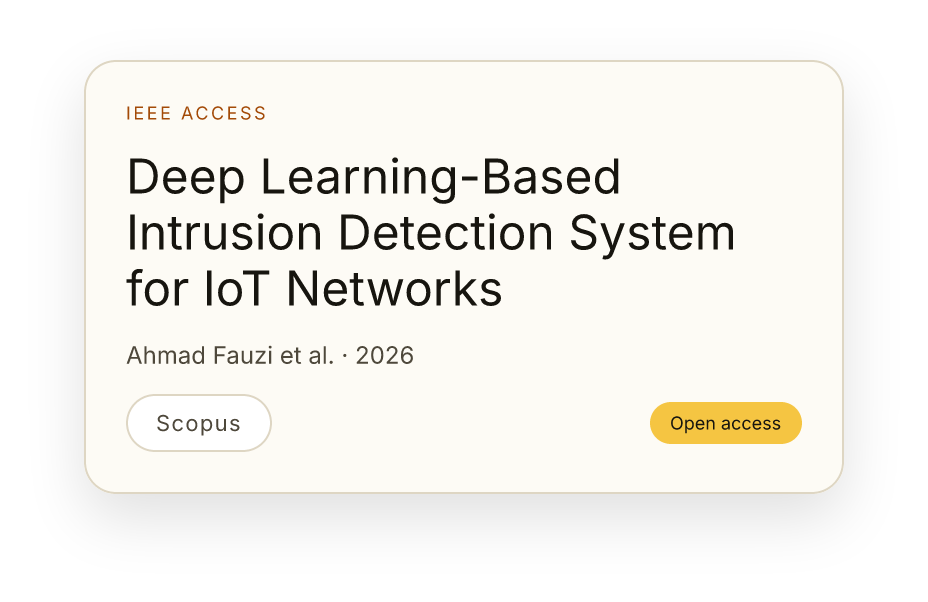 IEEE ACCESS
Deep Learning-Based
Intrusion Detection System
for IoT Networks
Ahmad Fauzi et al. · 2026
Scopus
Open access